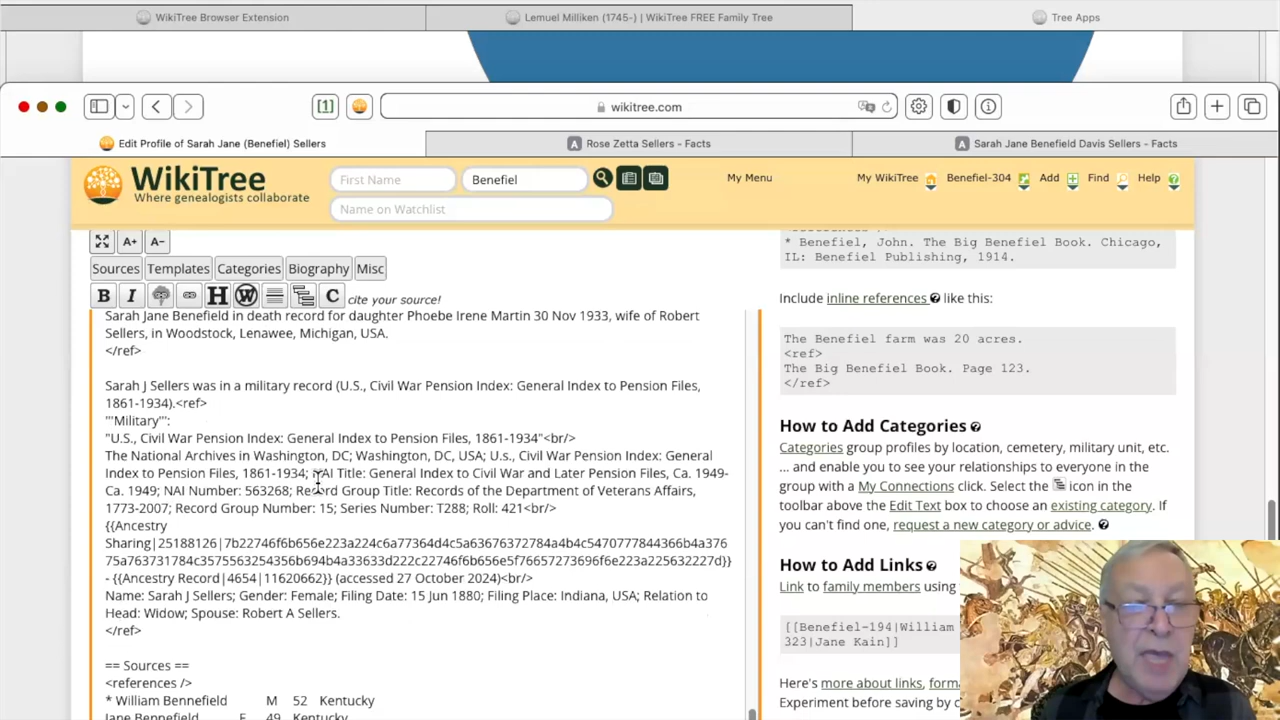 WikiTree Browser Extension
Lemuel Milliken (1745-) | WikiTree FREE Family Tree
Tree Apps
[1]
wikitree.com
Edit Profile of Sarah Jane (Benefiel) Sellers
A Rose Zetta Sellers - Facts
A Sarah Jane Benefield Davis Sellers - Facts
WikiTree
Where genealogists collaborate
First Name
Benefiel
Name on Watchlist
My Menu
My WikiTree
Benefiel-304
Add
Find
Help
A+ A−
Sources Templates Categories Biography Misc
B I H W C cite your source!
Sarah Jane Benefield in death record for daughter Phoebe Irene Martin 30 Nov 1933, wife of Robert
Sellers, in Woodstock, Lenawee, Michigan, USA.
</ref>
Sarah J Sellers was in a military record (U.S., Civil War Pension Index: General Index to Pension Files,
1861-1934).<ref>
'''Military''':
"U.S., Civil War Pension Index: General Index to Pension Files, 1861-1934"<br/>
The National Archives in Washington, DC; Washington, DC, USA; U.S., Civil War Pension Index: General
Index to Pension Files, 1861-1934; NAI Title: General Index to Civil War and Later Pension Files, Ca. 1949-
Ca. 1949; NAI Number: 563268; Record Group Title: Records of the Department of Veterans Affairs,
1773-2007; Record Group Number: 15; Series Number: T288; Roll: 421<br/>
{{Ancestry
Sharing|25188126|7b22746f6b656e223a224c6a77364d4c5a63676372784a4b4c5470777844366b4a376
75a763731784c3575563254356b694b4a33633d222c22746f6b656e5f76657273696f6e223a225632227d}}
- {{Ancestry Record|4654|11620662}} (accessed 27 October 2024)<br/>
Name: Sarah J Sellers; Gender: Female; Filing Date: 15 Jun 1880; Filing Place: Indiana, USA; Relation to
Head: Widow; Spouse: Robert A Sellers.
</ref>
== Sources ==
<references />
* William Bennefield M 52 Kentucky
Jane Bennefield F 49 Kentucky
* Benefiel, John. The Big Benefiel Book. Chicago,
IL: Benefiel Publishing, 1914.
Include inline references like this:
The Benefiel farm was 20 acres.
<ref>
The Big Benefiel Book. Page 123.
</ref>
How to Add Categories
Categories group profiles by location, cemetery, military unit, etc.
... and enable you to see your relationships to everyone in the
group with a My Connections click. Select the icon in the
toolbar above the Edit Text box to choose an existing category. If
you can't find one, request a new category or advice.
How to Add Links
Link to family members using
[[Benefiel-194|William
323|Jane Kain]]
Here's more about links,
Experiment before saving by